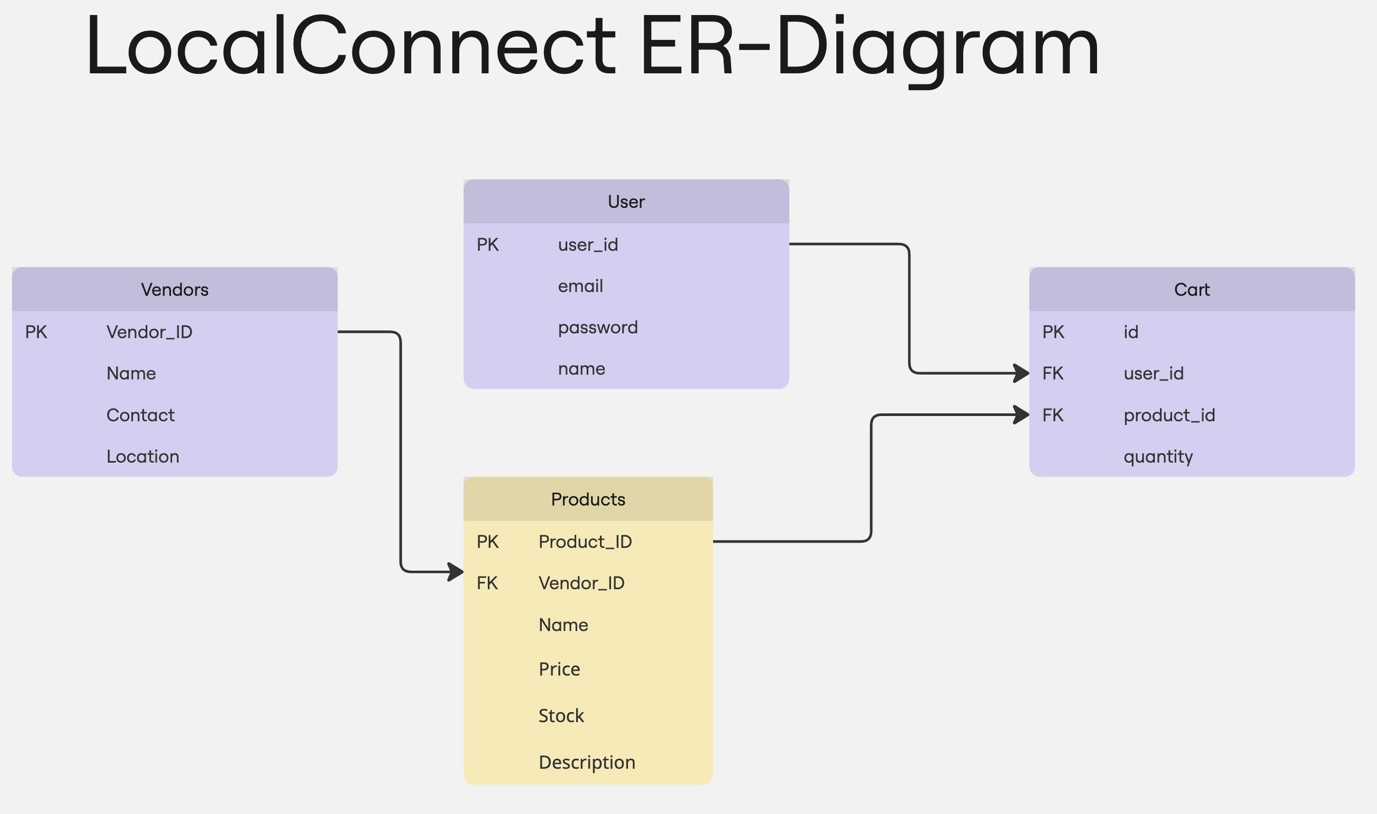 LocalConnect ER-Diagram
User
PK user_id
email
password
name
Vendors
PK Vendor_ID
Name
Contact
Location
Cart
PK id
FK user_id
FK product_id
quantity
Products
PK Product_ID
FK Vendor_ID
Name
Price
Stock
Description